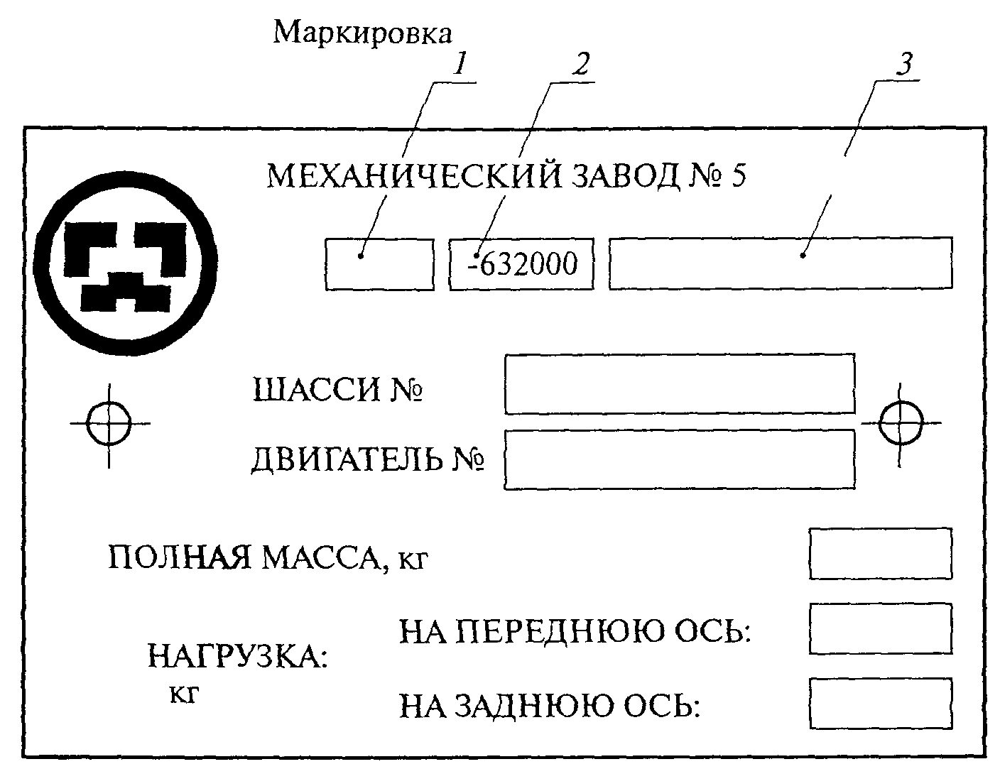 Маркировка
1 2 3
МЕХАНИЧЕСКИЙ ЗАВОД № 5
-632000
ШАССИ №
ДВИГАТЕЛЬ №
ПОЛНАЯ МАССА, кг
НА ПЕРЕДНЮЮ ОСЬ:
НАГРУЗКА:
кг
НА ЗАДНЮЮ ОСЬ: